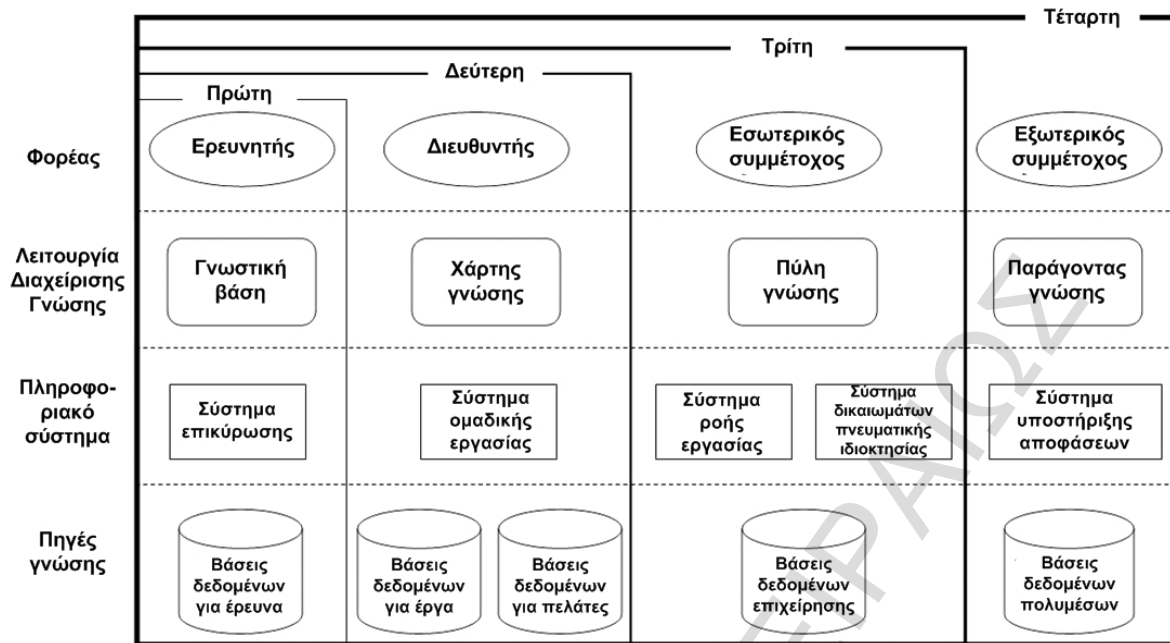 Τέταρτη
Τρίτη
Δεύτερη
Πρώτη
Φορέας
Ερευνητής
Διευθυντής
Εσωτερικός
συμμέτοχος
Εξωτερικός
συμμέτοχος
Λειτουργία
Διαχείρισης
Γνώσης
Γνωστική
βάση
Χάρτης
γνώσης
Πύλη
γνώσης
Παράγοντας
γνώσης
Πληροφο-
ριακό
σύστημα
Σύστημα
επικύρωσης
Σύστημα
ομαδικής
εργασίας
Σύστημα
ροής
εργασίας
Σύστημα
δικαιωμάτων
πνευματικής
ιδιοκτησίας
Σύστημα
υποστήριξης
αποφάσεων
Πηγές
γνώσης
Βάσεις
δεδομένων
για έρευνα
Βάσεις
δεδομένων
για έργα
Βάσεις
δεδομένων
για πελάτες
Βάσεις
δεδομένων
επιχείρησης
Βάσεις
δεδομένων
πολυμέσων
ΕΙΡΑΙΩΣ